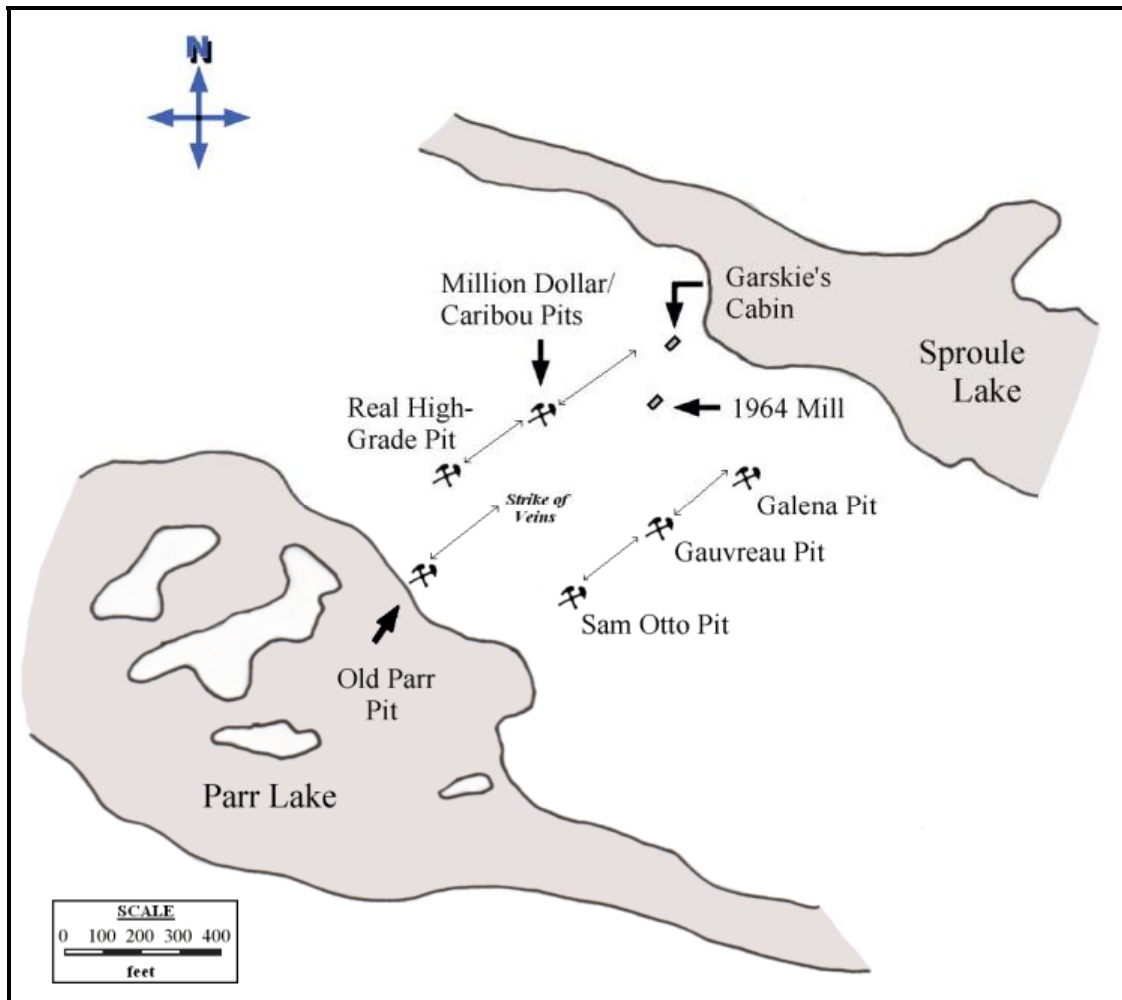 N
Million Dollar/
Caribou Pits
Garskie's
Cabin
Sproule
Lake
1964 Mill
Real High-
Grade Pit
Strike of
Veins
Galena Pit
Gauvreau Pit
Sam Otto Pit
Old Parr
Pit
Parr Lake
SCALE
0 100 200 300 400
feet